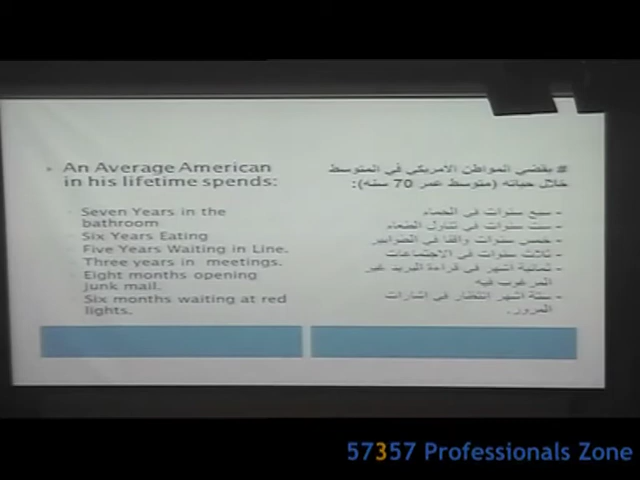 An Average American
in his lifetime spends:
Seven Years in the
bathroom
Six Years Eating
Five Years Waiting in Line.
Three years in meetings.
Eight months opening
junk mail.
Six months waiting at red
lights.
# يقضي المواطن الامريكي في المتوسط
خلال حياته (متوسط عمر 70 سنه):
- سبع سنوات في الحمام
- ست سنوات في تناول الطعام
- خمس سنوات واقفا في الطوابير
- ثلاث سنوات في الاجتماعات
- ثمانية اشهر في قراءة البريد غير
المرغوب فيه
- ستة اشهر انتظار في اشارات
المرور.
57357 Professionals Zone